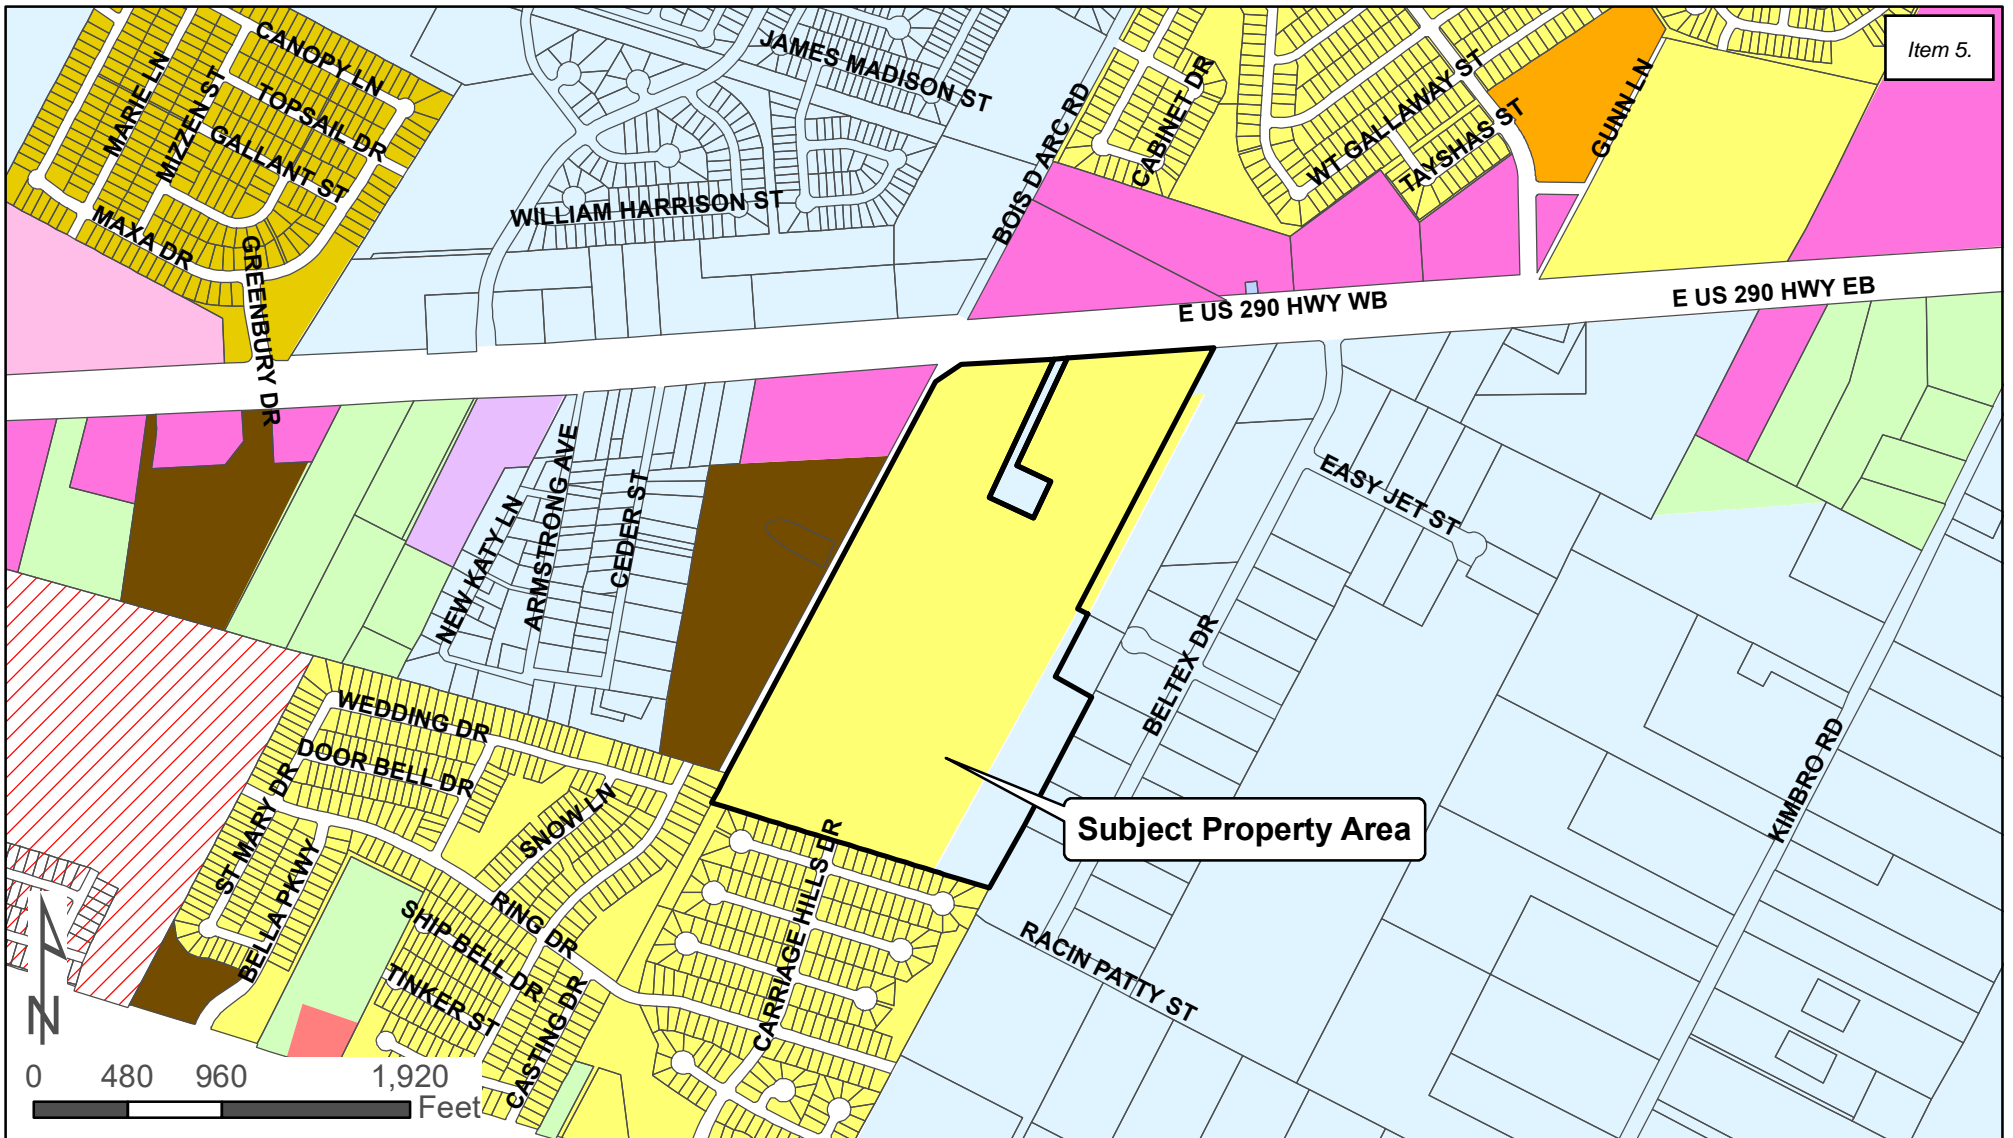 Item 5.
CANOPY LN
MARIE LN
MIZZEN ST
TOPSAIL DR
GALLANT ST
MAXA DR
GREENBURY DR
JAMES MADISON ST
WILLIAM HARRISON ST
BOIS D ARC RD
CABINET DR
WT GALLAWAY ST
TAYSHAS ST
GUNN LN
E US 290 HWY WB
E US 290 HWY EB
NEW KATY LN
ARMSTRONG AVE
CEDER ST
EASY JET ST
BELTEX DR
KIMBRO RD
WEDDING DR
DOOR BELL DR
ST MARY DR
SNOW LN
BELLA PKWY
RING DR
SHIP BELL DR
TINKER ST
CASTING DR
CARRIAGE HILLS DR
Subject Property Area
RACIN PATTY ST
N
0 480 960 1,920
Feet